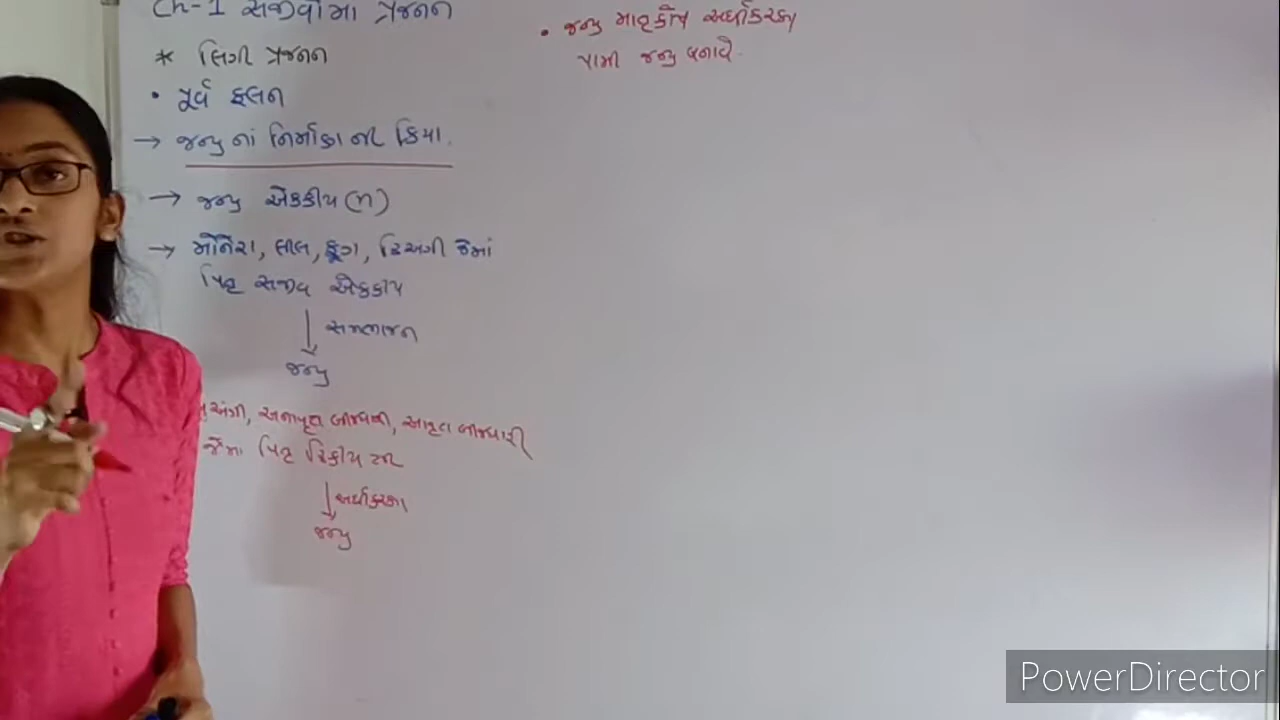 Ch-1 સજીવોમાં પ્રજનન
* લિંગી પ્રજનન
• પૂર્વ ફલન
→ જન્યુનાં નિર્માણની ક્રિયા.
→ જન્યુ એકકીય (n)
→ મોનેરા, લીલ, ફૂગ, દ્વિઅંગી જેમાં
પિતૃ સજીવ એકકીય
↓ સમભાજન
જન્યુ
અંગી, અનાવૃત બીજધારી, આવૃત બીજધારી
જેમાં પિતૃ દ્વિકીય
↓ અર્ધીકરણ
જન્યુ
• જન્યુ માતૃકોષ અર્ધીકરણ
પામી જન્યુ બનાવે.
PowerDirector